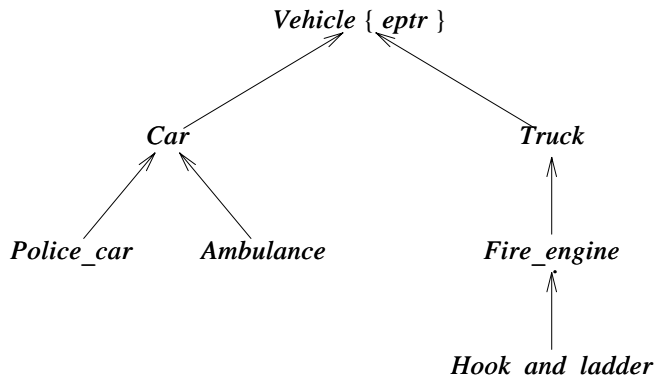 Vehicle { eptr }
Car Truck
Police_car Ambulance Fire_engine
Hook and ladder